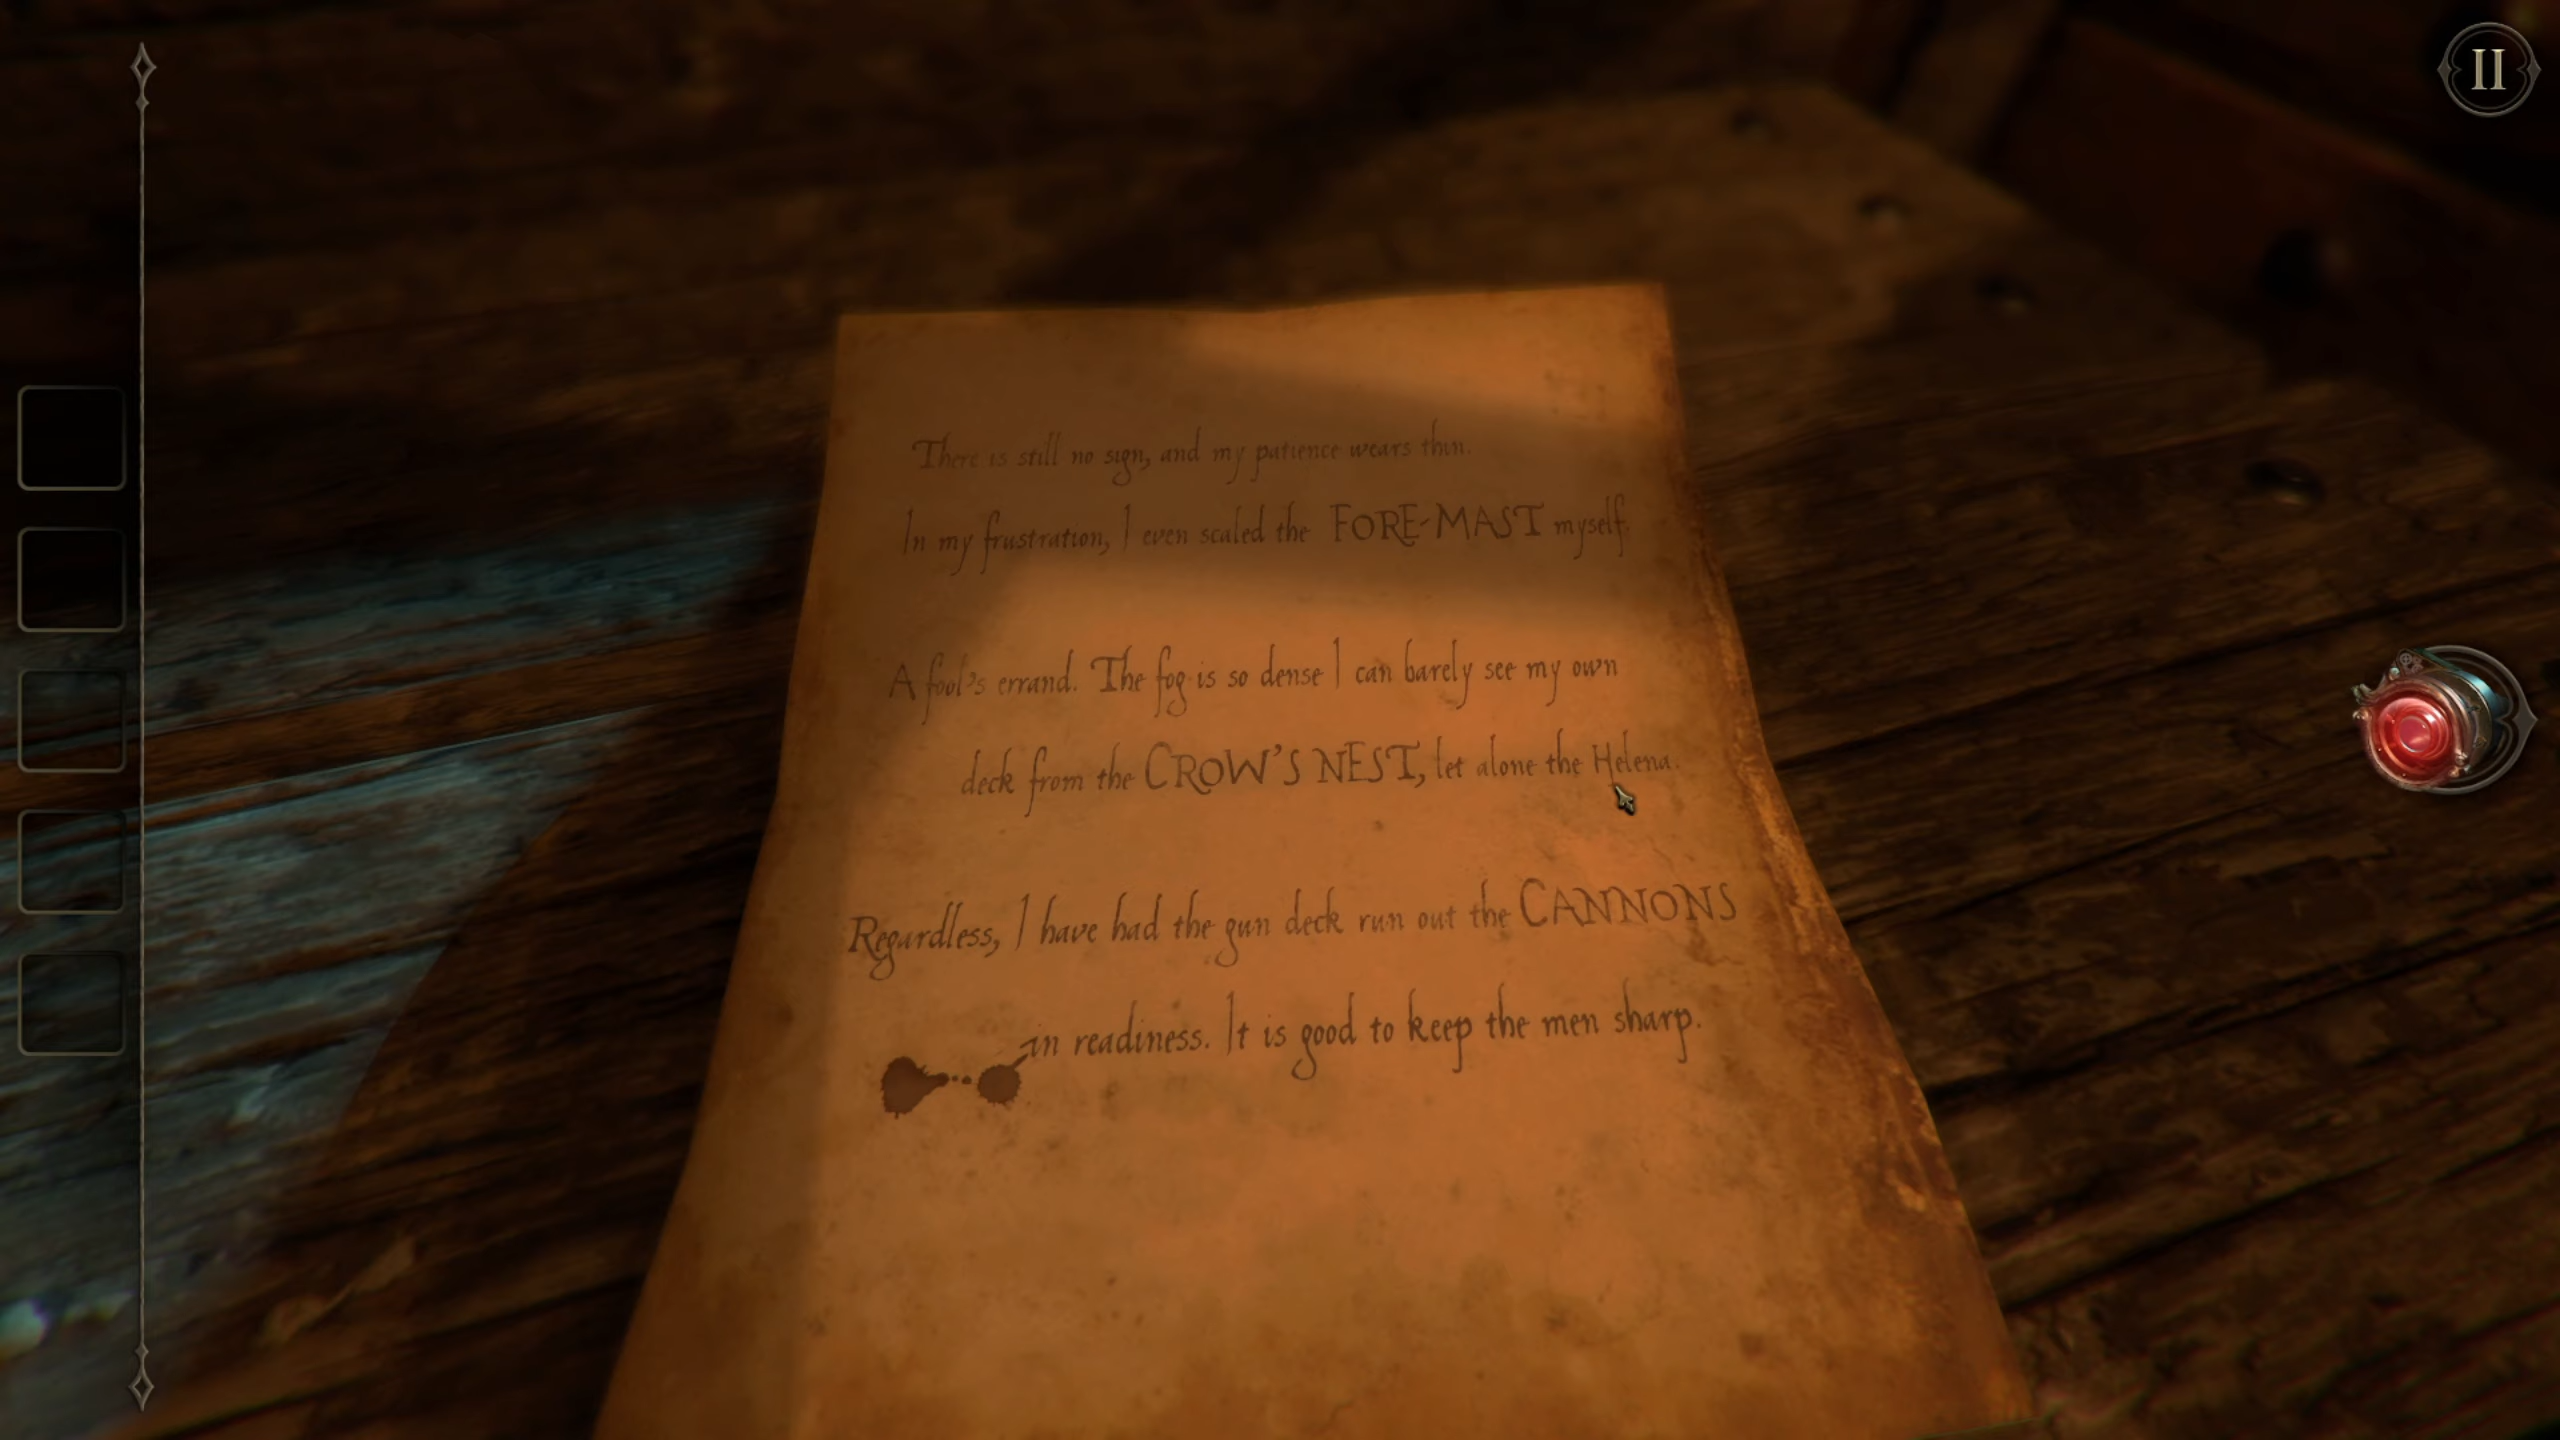 II
There is still no sign, and my patience wears thin.
In my frustration, I even scaled the FORE-MAST myself.
A fool's errand. The fog is so dense I can barely see my own
deck from the CROW'S NEST, let alone the Helena.
Regardless, I have had the gun deck run out the CANNONS
in readiness. It is good to keep the men sharp.